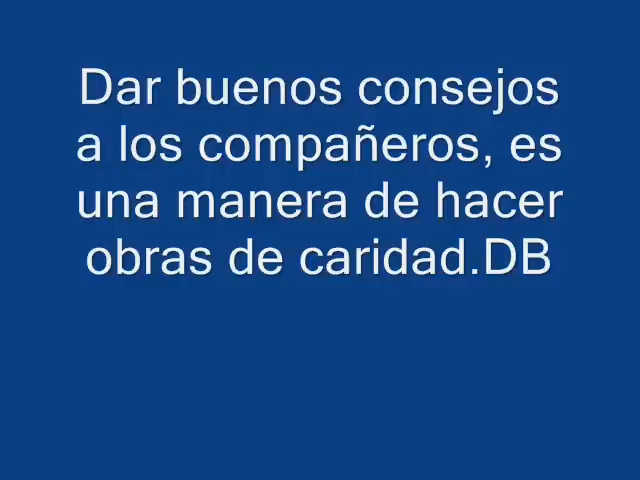 Dar buenos consejos
a los compañeros, es
una manera de hacer
obras de caridad.DB